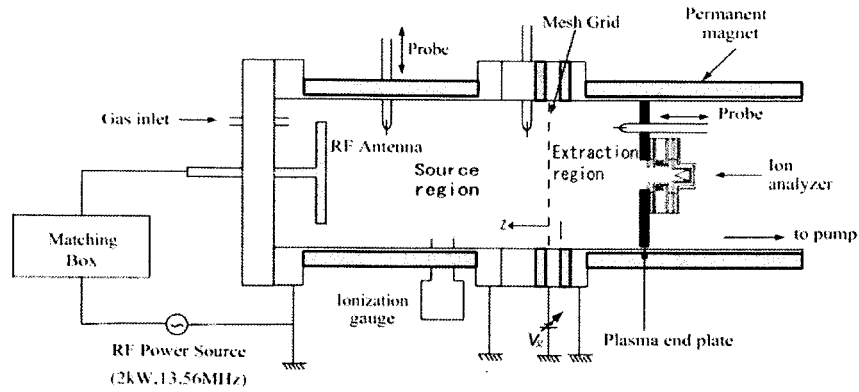 Mesh Grid
Permanent
magnet
Probe
Gas inlet
RF Antenna
Source
region
Extraction
region
Probe
Ion
analyzer
z
Matching
Box
to pump
Ionization
gauge
Plasma end plate
RF Power Source
(2kW,13.56MHz)